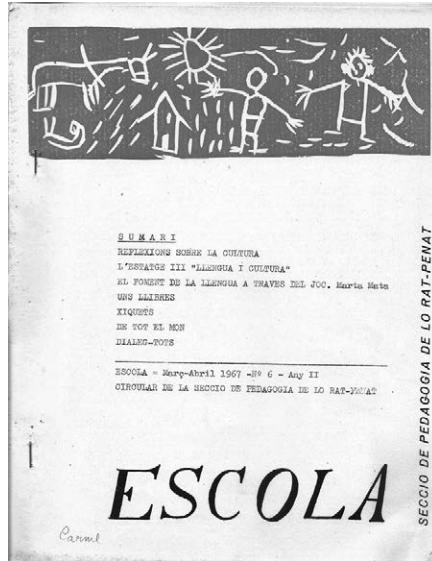 SUMARI
REFLEXIONS SOBRE LA CULTURA
L'ESTATGE III "LLENGUA I CULTURA"
EL FOMENT DE LA LLENGUA A TRAVES DEL JOC. Marta Mata
UNS LLIBRES
XIQUETS
DE TOT EL MON
DIALEG-TOTS
ESCOLA = Març-Abril 1967 -Nº 6 - Any II
CIRCULAR DE LA SECCIO DE PEDAGOGIA DE LO RAT-PENAT
SECCIO DE PEDAGOGIA DE LO RAT-PENAT
ESCOLA
Carme